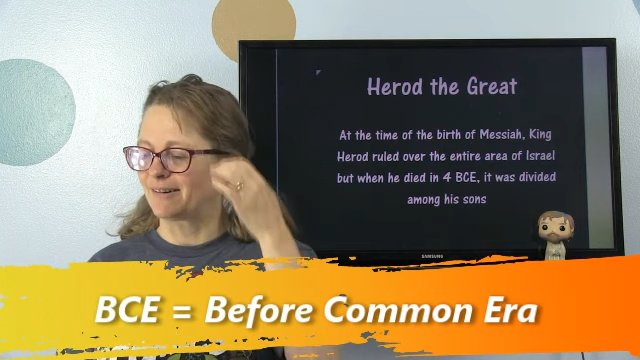 Herod the Great
At the time of the birth of Messiah, King
Herod ruled over the entire area of Israel
but when he died in 4 BCE, it was divided
among his sons
SAMSUNG
BCE = Before Common Era